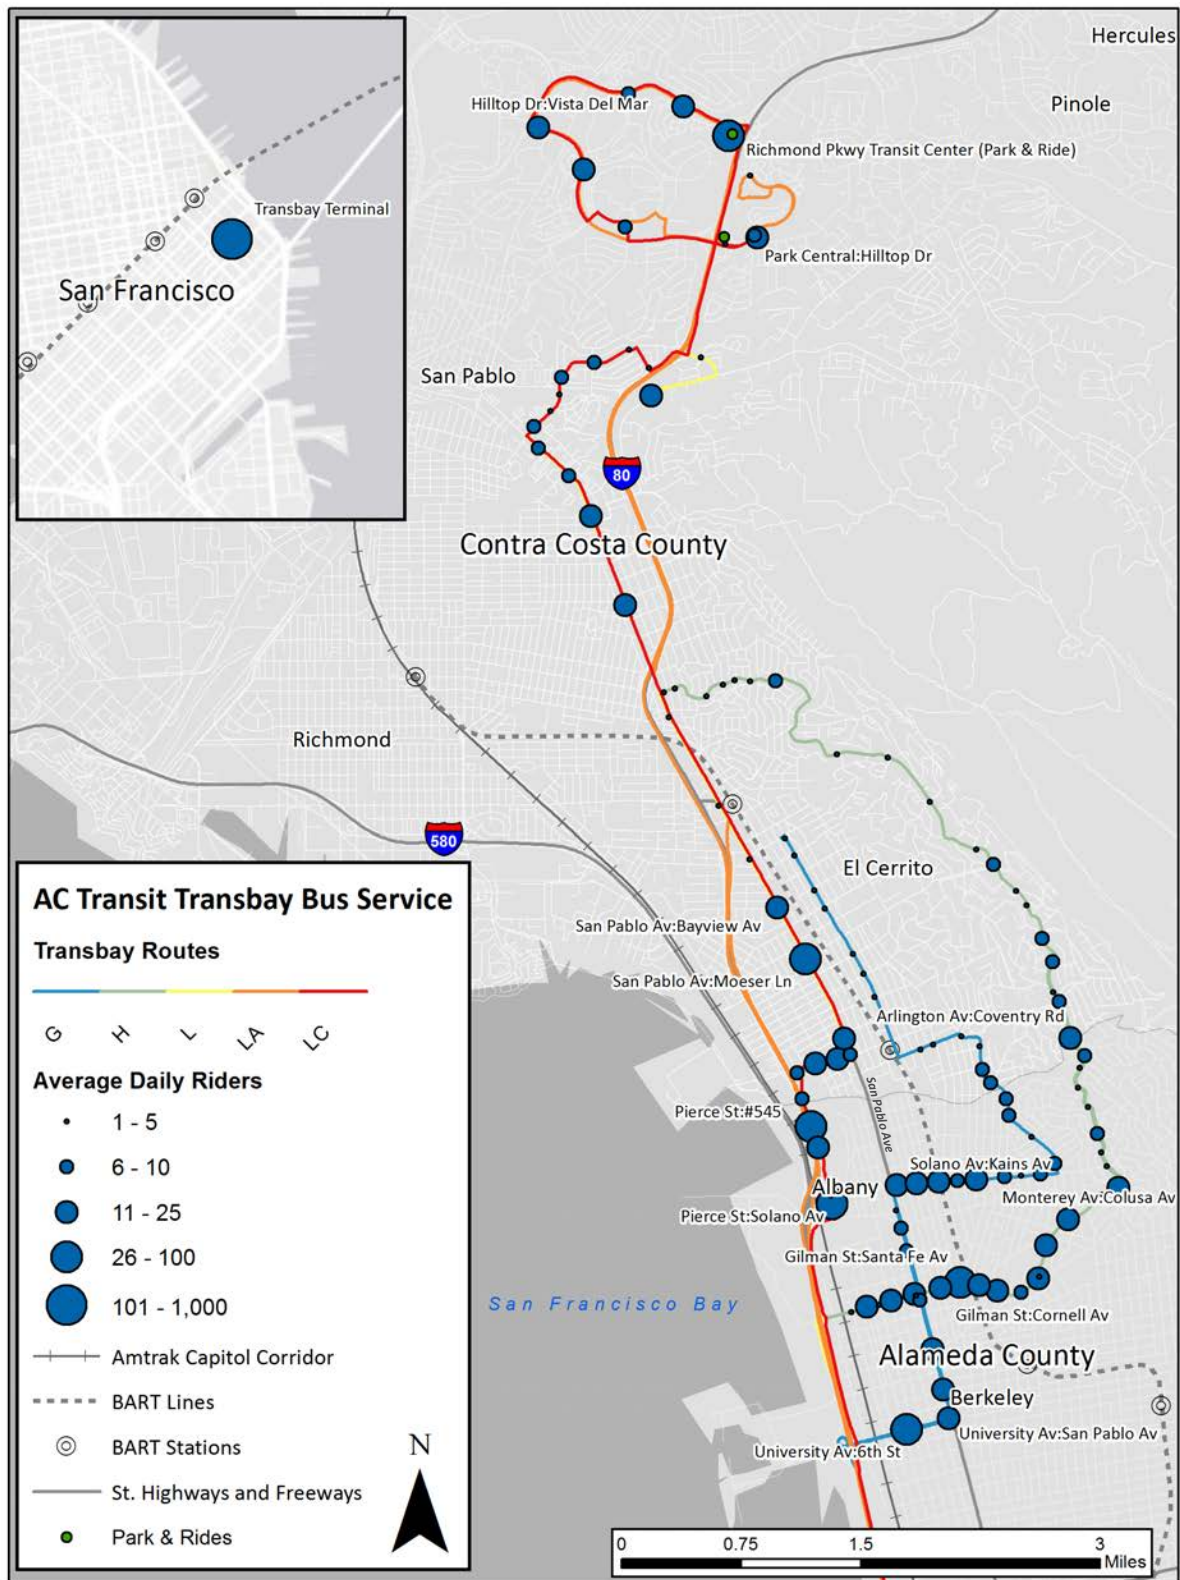 Hercules
Pinole
Hilltop Dr:Vista Del Mar
Richmond Pkwy Transit Center (Park & Ride)
Transbay Terminal
Park Central:Hilltop Dr
San Francisco
San Pablo
80
Contra Costa County
Richmond
580
El Cerrito
San Pablo Av:Bayview Av
San Pablo Av:Moeser Ln
Arlington Av:Coventry Rd
San Pablo Ave
Pierce St:#545
Solano Av:Kains Av
Albany
Monterey Av:Colusa Av
Pierce St:Solano Av
Gilman St:Santa Fe Av
San Francisco Bay
Gilman St:Cornell Av
Alameda County
Berkeley
University Av:San Pablo Av
University Av:6th St
AC Transit Transbay Bus Service
Transbay Routes
G H L LA LC
Average Daily Riders
1 - 5
6 - 10
11 - 25
26 - 100
101 - 1,000
Amtrak Capitol Corridor
BART Lines
BART Stations
St. Highways and Freeways
Park & Rides
N
0 0.75 1.5 3
Miles